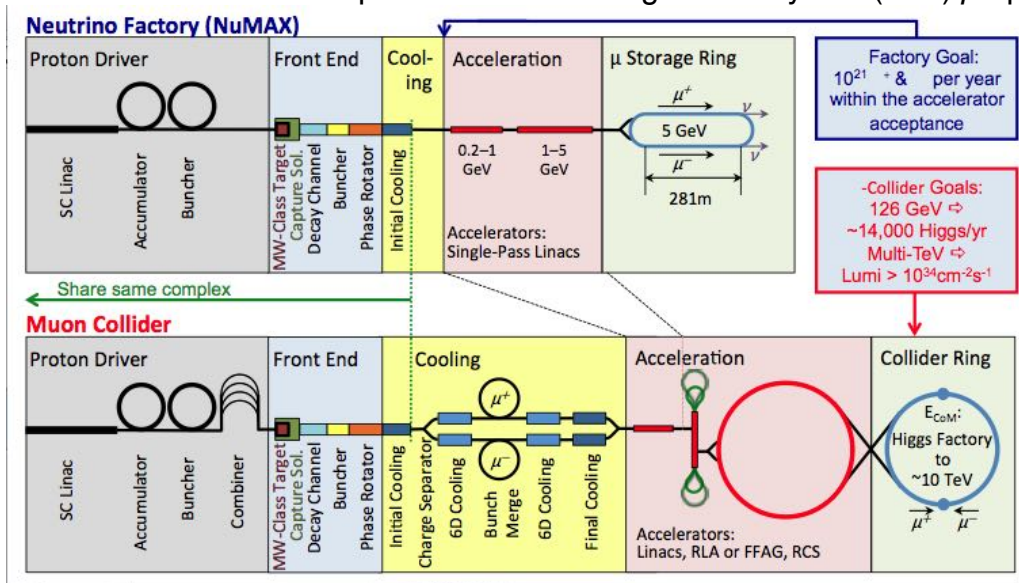 Neutrino Factory (NuMAX)
Proton Driver
Front End
Cool-
ing
Acceleration
μ Storage Ring
Factory Goal:
10²¹ ⁺ & per year
within the accelerator
acceptance
μ⁺
ν
5 GeV
μ⁻
ν
281m
0.2–1
GeV
1–5
GeV
Accelerators:
Single-Pass Linacs
SC Linac
Accumulator
Buncher
MW-Class Target
Capture Sol.
Decay Channel
Buncher
Phase Rotator
Initial Cooling
-Collider Goals:
126 GeV ⇨
~14,000 Higgs/yr
Multi-TeV ⇨
Lumi > 10³⁴cm⁻²s⁻¹
Share same complex
Muon Collider
Proton Driver
Front End
Cooling
Acceleration
Collider Ring
μ⁺
μ⁻
E_CoM:
Higgs Factory
to
~10 TeV
μ⁺ μ⁻
SC Linac
Accumulator
Buncher
Combiner
MW-Class Target
Capture Sol.
Decay Channel
Buncher
Phase Rotator
Initial Cooling
Charge Separator
6D Cooling
Bunch
Merge
6D Cooling
Final Cooling
Accelerators:
Linacs, RLA or FFAG, RCS